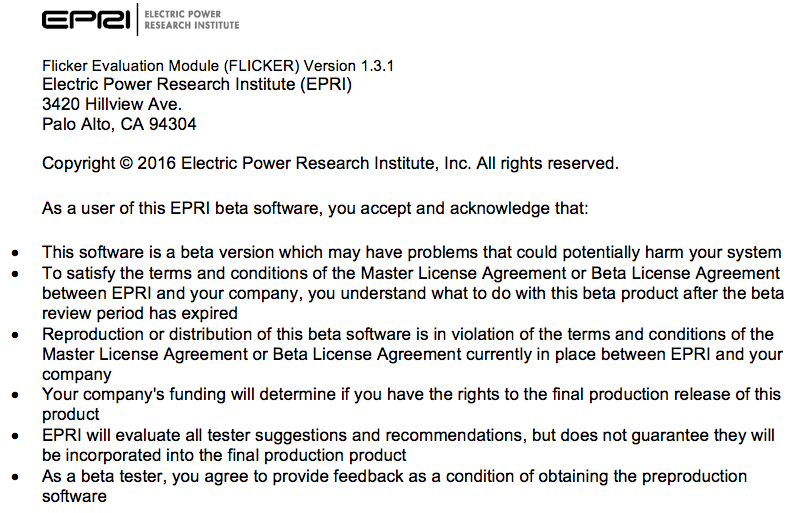 EPRI
ELECTRIC POWER
RESEARCH INSTITUTE
Flicker Evaluation Module (FLICKER) Version 1.3.1
Electric Power Research Institute (EPRI)
3420 Hillview Ave.
Palo Alto, CA 94304
Copyright © 2016 Electric Power Research Institute, Inc. All rights reserved.
As a user of this EPRI beta software, you accept and acknowledge that:
• This software is a beta version which may have problems that could potentially harm your system
• To satisfy the terms and conditions of the Master License Agreement or Beta License Agreement
between EPRI and your company, you understand what to do with this beta product after the beta
review period has expired
• Reproduction or distribution of this beta software is in violation of the terms and conditions of the
Master License Agreement or Beta License Agreement currently in place between EPRI and your
company
• Your company's funding will determine if you have the rights to the final production release of this
product
• EPRI will evaluate all tester suggestions and recommendations, but does not guarantee they will
be incorporated into the final production product
• As a beta tester, you agree to provide feedback as a condition of obtaining the preproduction
software